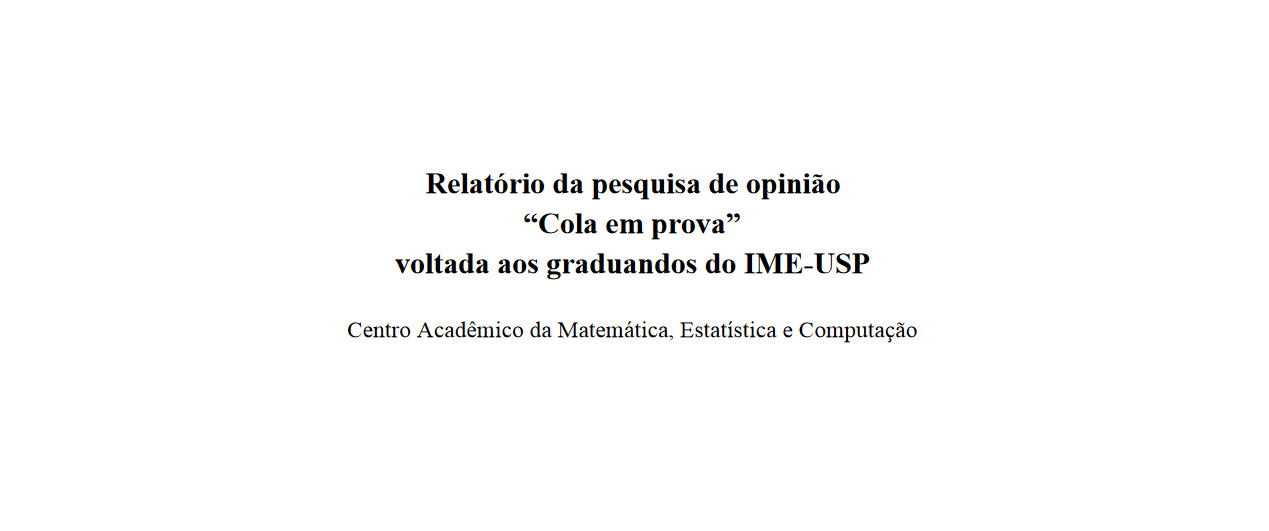 Relatório da pesquisa de opinião
“Cola em prova”
voltada aos graduandos do IME-USP
Centro Acadêmico da Matemática, Estatística e Computação